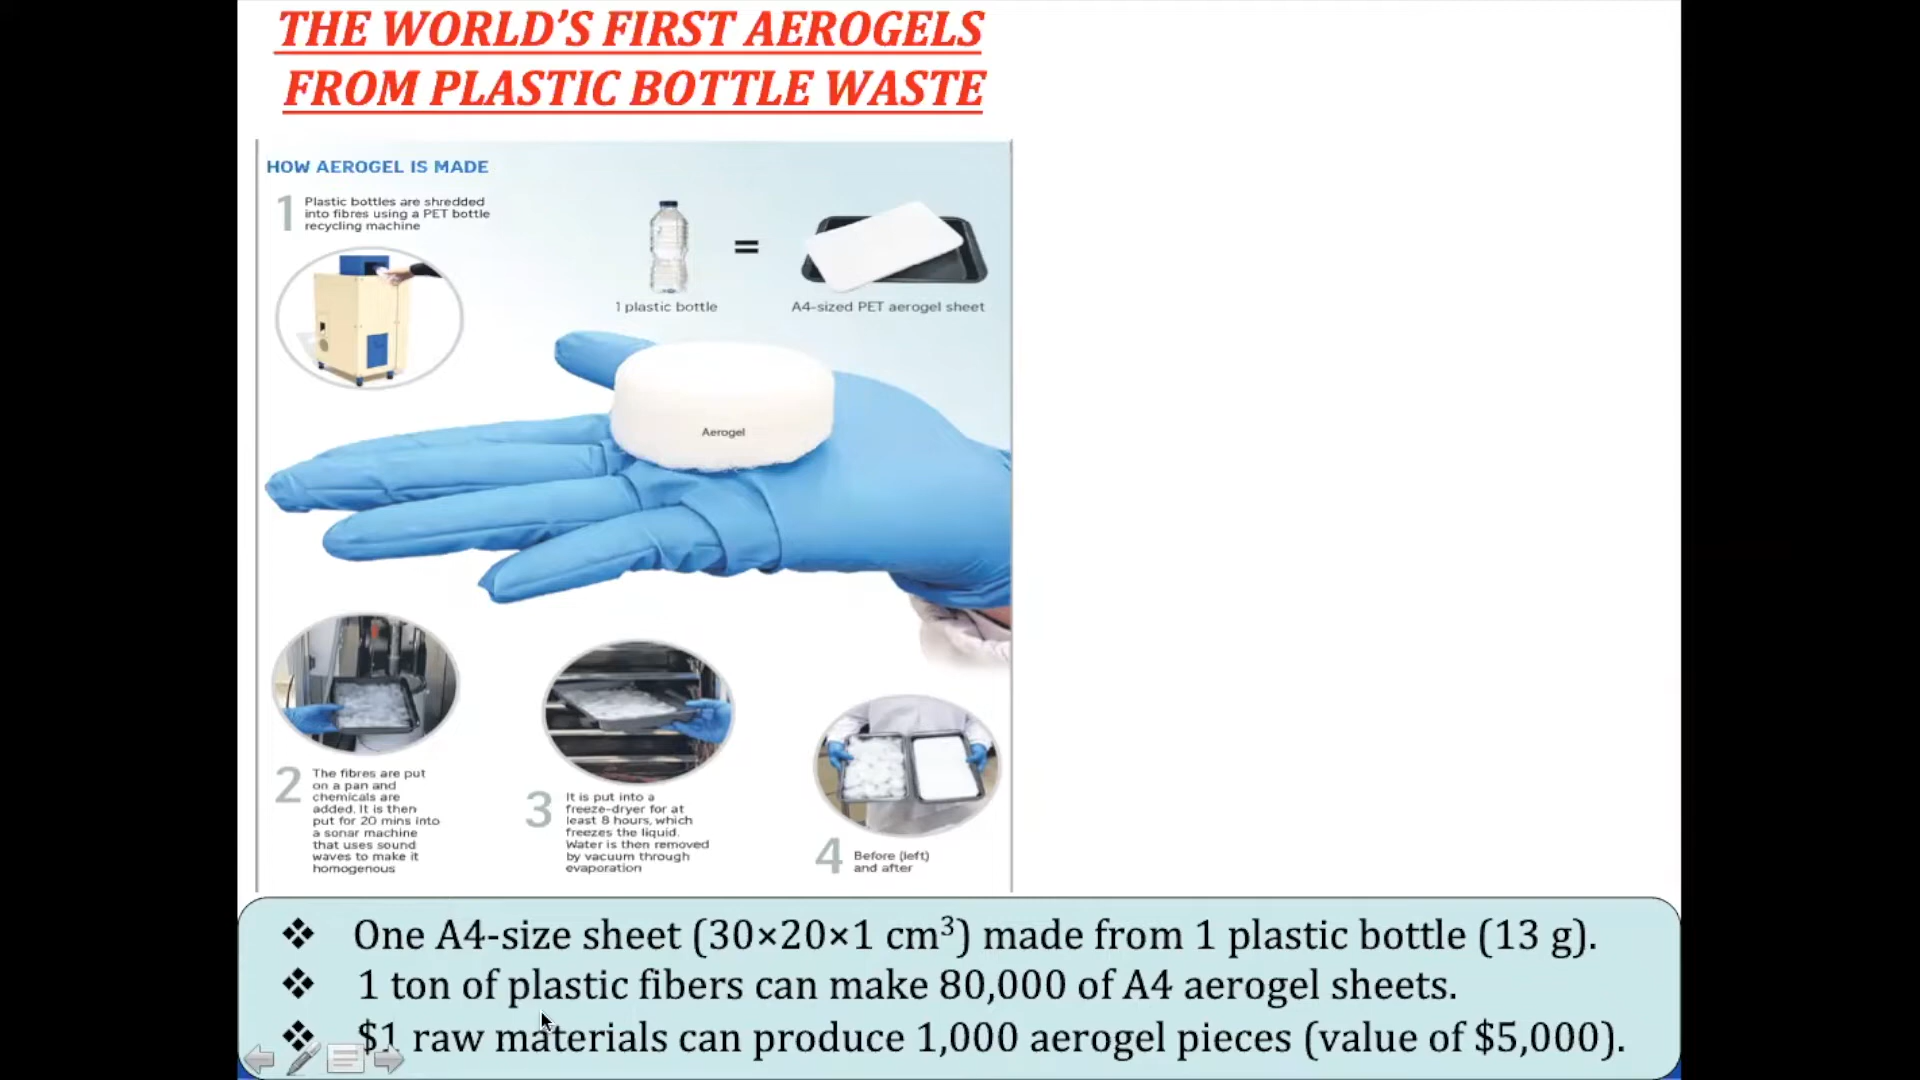 THE WORLD’S FIRST AEROGELS
FROM PLASTIC BOTTLE WASTE
HOW AEROGEL IS MADE
1
Plastic bottles are shredded
into fibres using a PET bottle
recycling machine
=
1 plastic bottle
A4-sized PET aerogel sheet
Aerogel
2
The fibres are put
on a pan and
chemicals are
added. It is then
put for 20 mins into
a sonar machine
that uses sound
waves to make it
homogenous
3
It is put into a
freeze-dryer for at
least 8 hours, which
freezes the liquid.
Water is then removed
by vacuum through
evaporation
4
Before (left)
and after
❖ One A4-size sheet (30×20×1 cm³) made from 1 plastic bottle (13 g).
❖ 1 ton of plastic fibers can make 80,000 of A4 aerogel sheets.
❖ $1 raw materials can produce 1,000 aerogel pieces (value of $5,000).